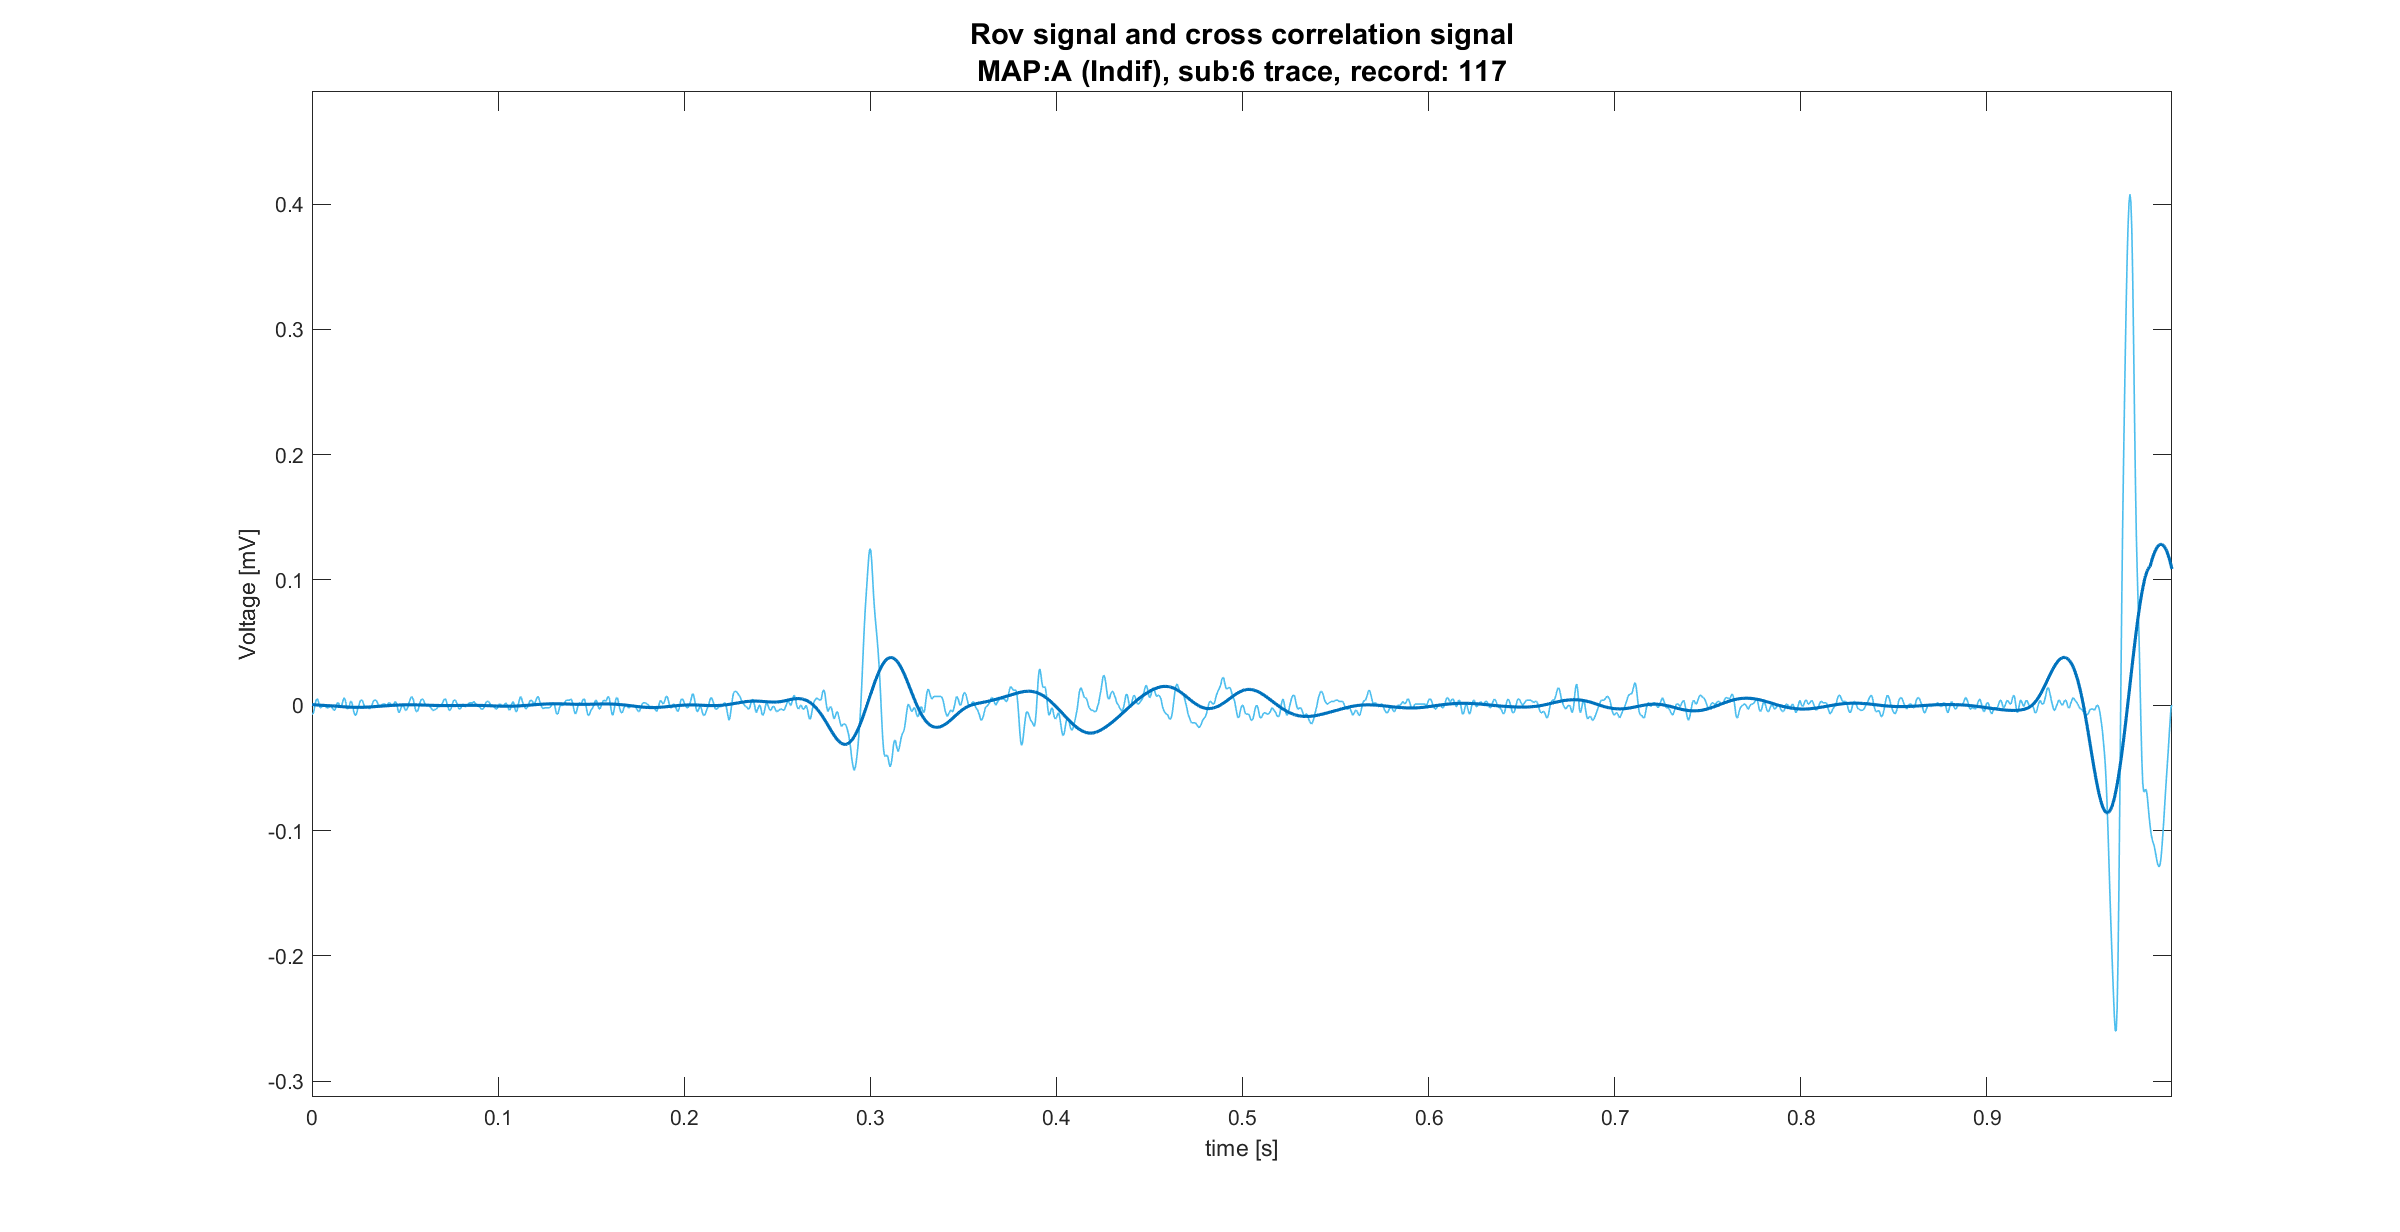 Rov signal and cross correlation signal
MAP:A (Indif), sub:6 trace, record: 117
Voltage [mV]
0.4
0.3
0.2
0.1
0
-0.1
-0.2
-0.3
0 0.1 0.2 0.3 0.4 0.5 0.6 0.7 0.8 0.9
time [s]